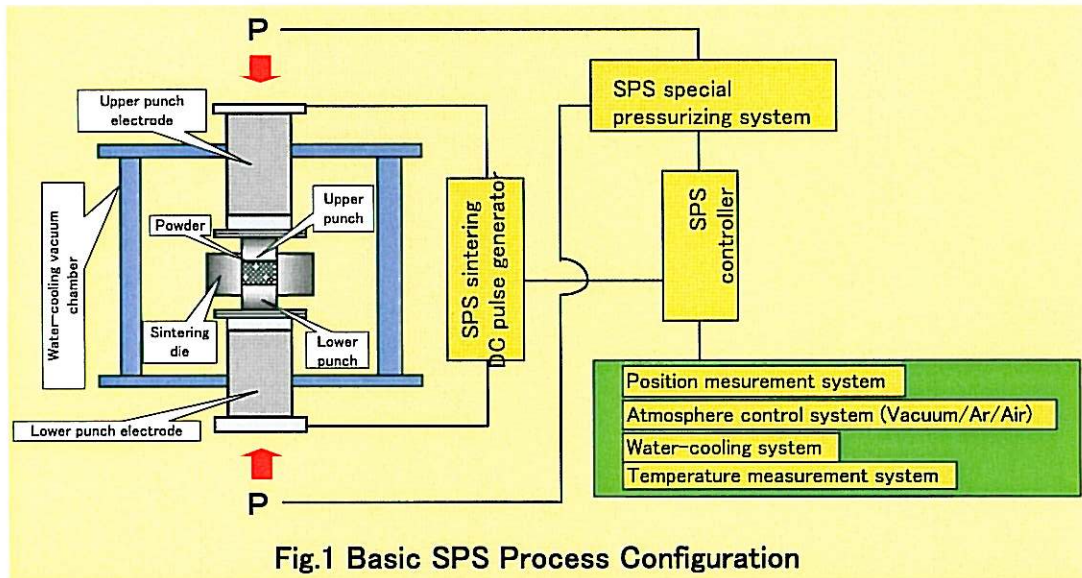 P
Upper punch
electrode
Water-cooling vacuum
chamber
Powder
Upper
punch
Sintering
die
Lower
punch
Lower punch electrode
P
SPS sintering
DC pulse generator
SPS special
pressurizing system
SPS
controller
Position mesurement system
Atmosphere control system (Vacuum/Ar/Air)
Water-cooling system
Temperature measurement system
Fig.1 Basic SPS Process Configuration